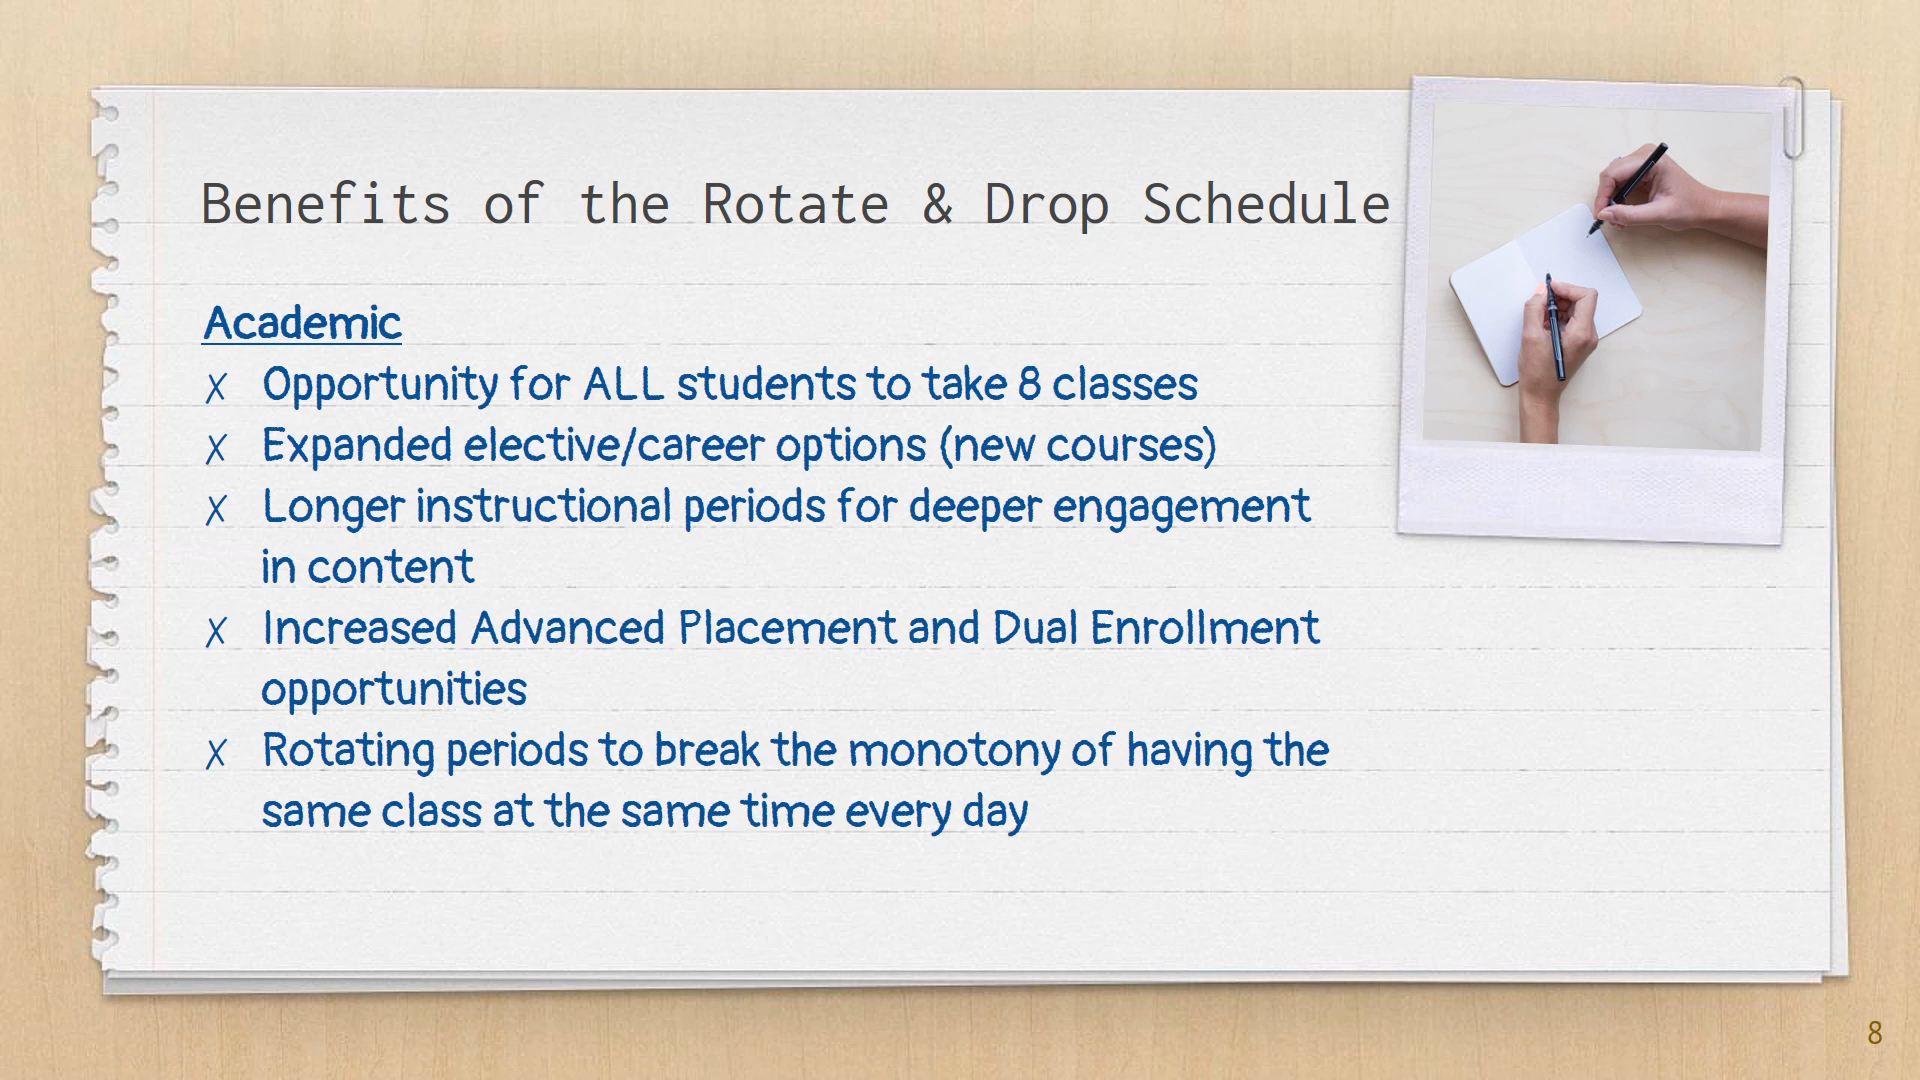 Benefits of the Rotate & Drop Schedule
Academic
✗ Opportunity for ALL students to take 8 classes
✗ Expanded elective/career options (new courses)
✗ Longer instructional periods for deeper engagement
in content
✗ Increased Advanced Placement and Dual Enrollment
opportunities
✗ Rotating periods to break the monotony of having the
same class at the same time every day
8